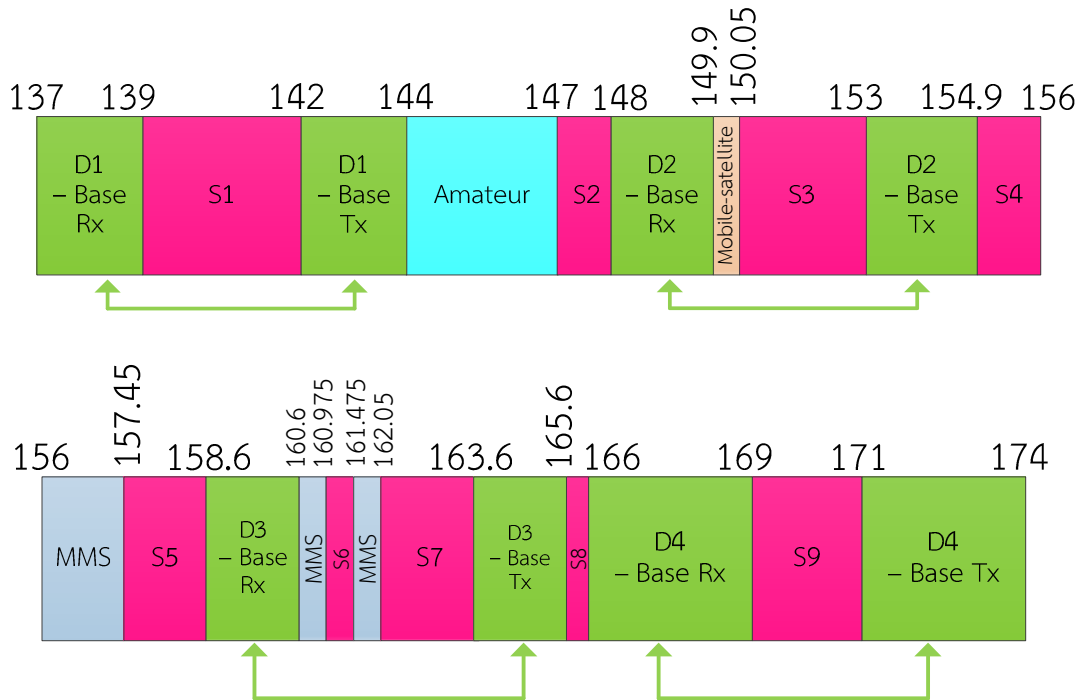 137 139 142 144 147 148 149.9 150.05 153 154.9 156
D1
– Base
Rx
S1
D1
– Base
Tx
Amateur
S2
D2
– Base
Rx
Mobile-satellite
S3
D2
– Base
Tx
S4
156 157.45 158.6 160.6 160.975 161.475 162.05 163.6 165.6 166 169 171 174
MMS
S5
D3
– Base
Rx
MMS
S6
MMS
S7
D3
– Base
Tx
S8
D4
– Base Rx
S9
D4
– Base Tx